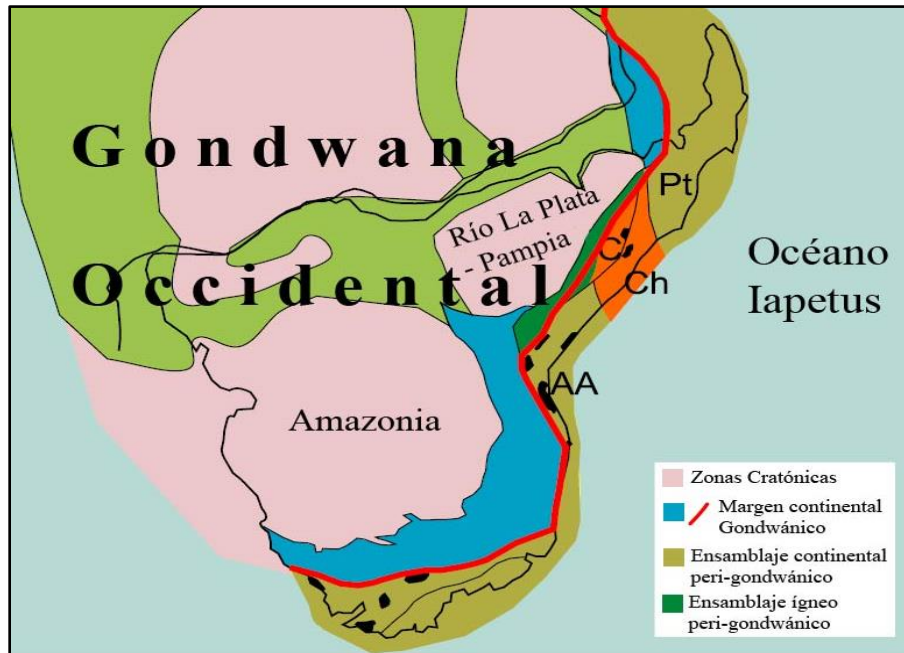 Gondwana
Occidental
Río La Plata
- Pampia
Amazonia
Pt
C
Ch
AA
Océano
Iapetus
Zonas Cratónicas
Margen continental
Gondwánico
Ensamblaje continental
peri-gondwánico
Ensamblaje ígneo
peri-gondwánico